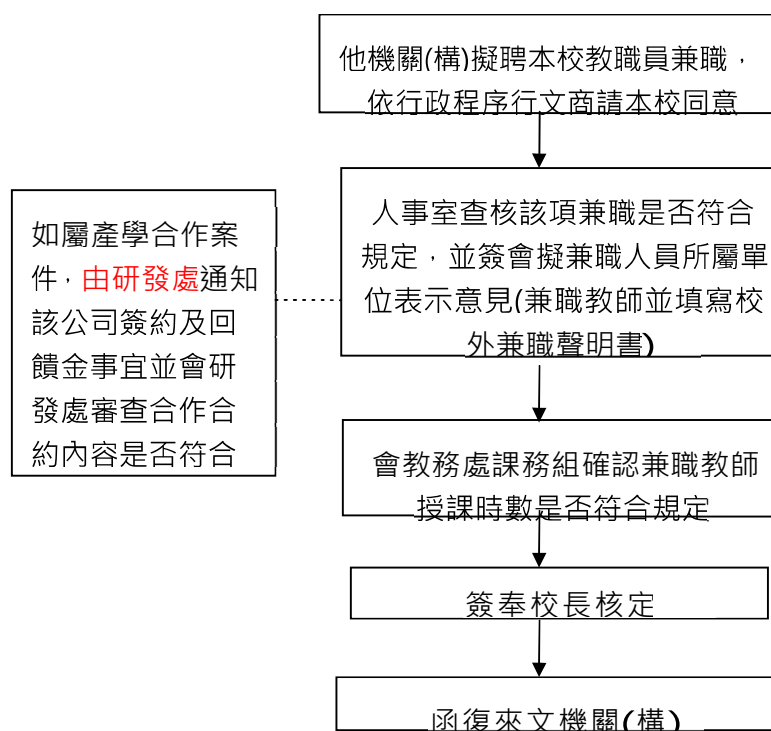 他機關(構)擬聘本校教職員兼職，
依行政程序行文商請本校同意
人事室查核該項兼職是否符合
規定，並簽會擬兼職人員所屬單
位表示意見(兼職教師並填寫校
外兼職聲明書)
如屬產學合作案
件，由研發處通知
該公司簽約及回
饋金事宜並會研
發處審查合作合
約內容是否符合
會教務處課務組確認兼職教師
授課時數是否符合規定
簽奉校長核定
函復來文機關(構)